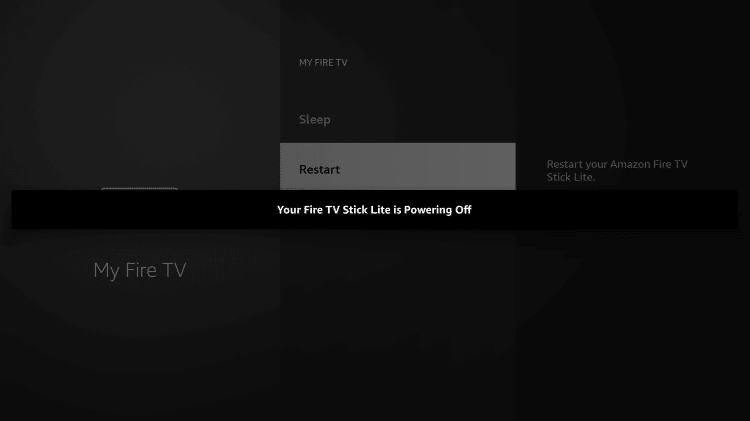 MY FIRE TV
Sleep
Restart
Restart your Amazon Fire TV
Stick Lite.
Your Fire TV Stick Lite is Powering Off
My Fire TV